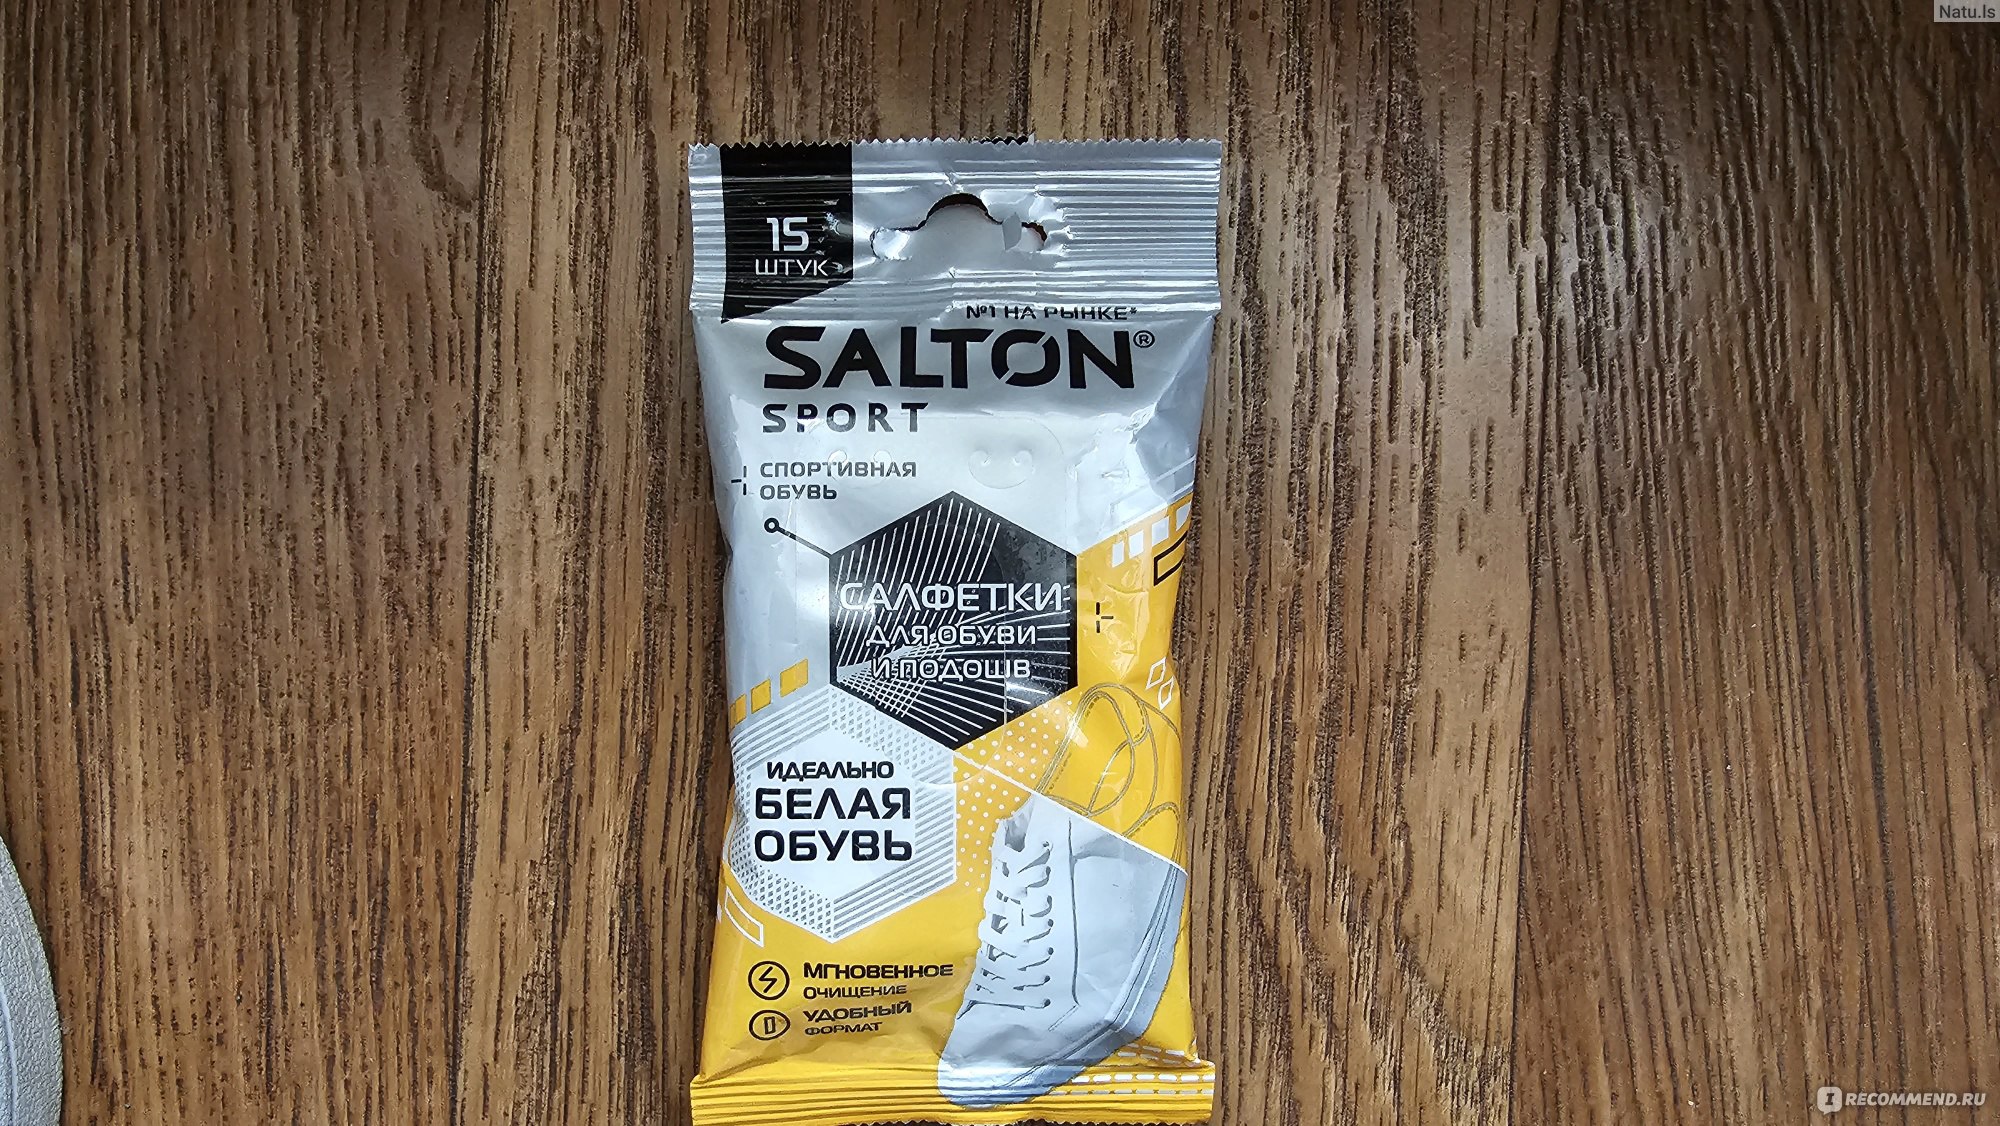 Natu.ls
15
ШТУК
№1 НА РЫНКЕ*
SALTON®
SPORT
СПОРТИВНАЯ
ОБУВЬ
САЛФЕТКИ
ДЛЯ ОБУВИ
И ПОДОШВ
ИДЕАЛЬНО
БЕЛАЯ
ОБУВЬ
МГНОВЕННОЕ
ОЧИЩЕНИЕ
УДОБНЫЙ
ФОРМАТ
IRECOMMEND.RU